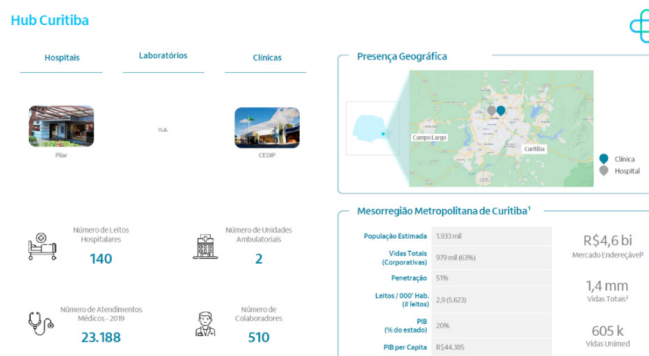 Hub Curitiba
Hospitais
Laboratórios
Clínicas
Pilar
n.a.
CEDIP
Número de Leitos
Hospitalares
140
Número de Unidades
Ambulatoriais
2
Número de Atendimentos
Médicos - 2019
23.188
Número de
Colaboradores
510
Presença Geográfica
Campo Largo
Curitiba
Clínica
Hospital
Mesorregião Metropolitana de Curitiba¹
População Estimada 1.933 mil
Vidas Totais
(Corporativas) 979 mil (63%)
Penetração 51%
Leitos / 000' Hab.
(# leitos) 2,9 (5.623)
PIB
(% do estado) 20%
PIB per Capita R$44.385
R$4,6 bi
Mercado Endereçável²
1,4 mm
Vidas Totais²
605 k
Vidas Unimed